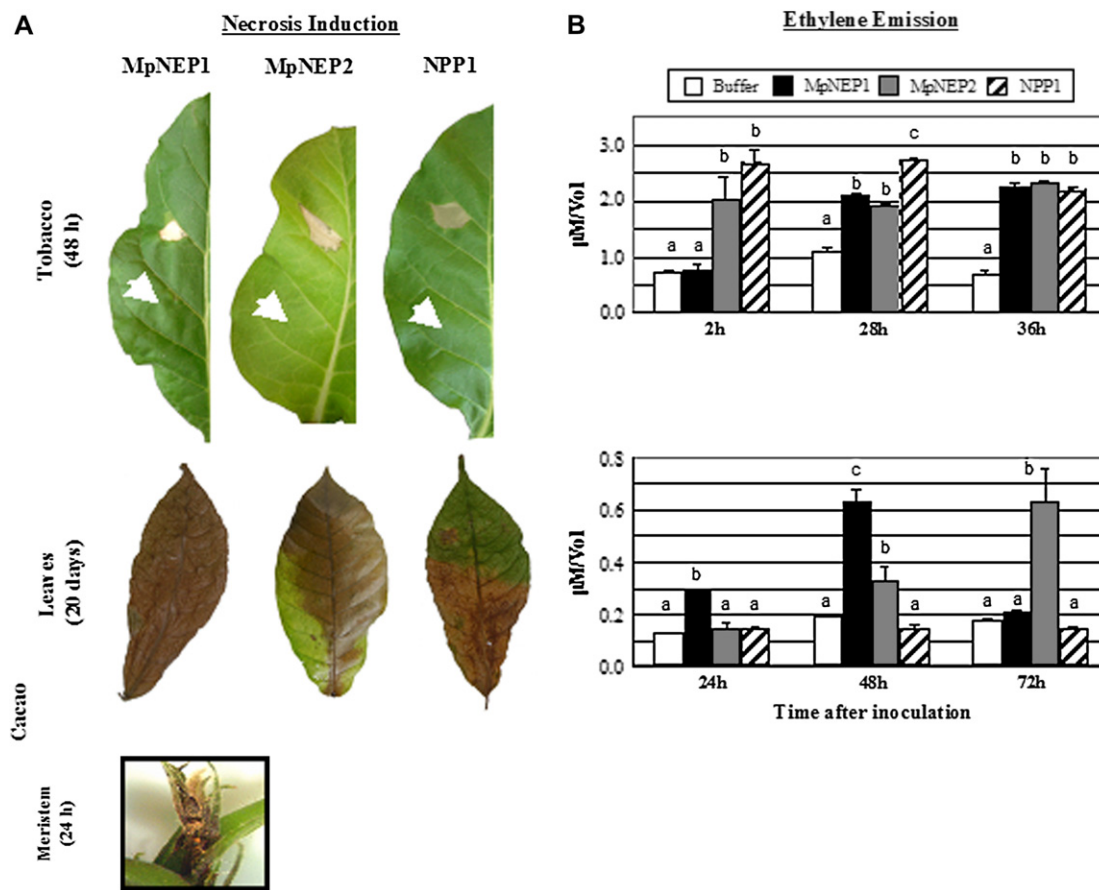 A
Necrosis Induction
MpNEP1 MpNEP2 NPP1
Tobacco
(48 h)
Leaves
(20 days)
Cacao
Meristem
(24 h)
B
Ethylene Emission
Buffer MpNEP1 MpNEP2 NPP1
µM/Vol
3.0
2.0
1.0
0.0
a a b b
a b b c
a b b b
2h 28h 36h
µM/Vol
0.8
0.6
0.4
0.2
0.0
a b a a
a c b a
a a b a
24h 48h 72h
Time after inoculation